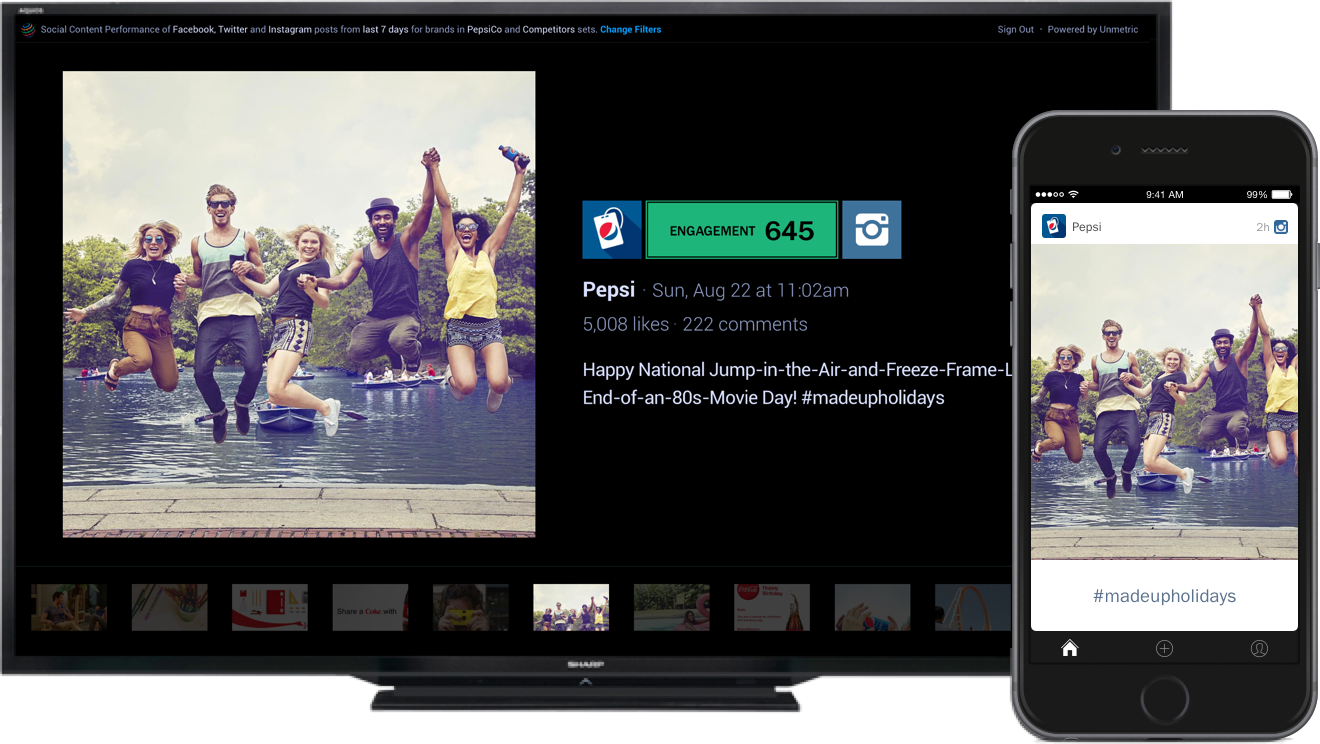 AQUOS
Social Content Performance of Facebook, Twitter and Instagram posts from last 7 days for brands in PepsiCo and Competitors sets. Change Filters
Sign Out · Powered by Unmetric
ENGAGEMENT 645
Pepsi · Sun, Aug 22 at 11:02am
5,008 likes · 222 comments
Happy National Jump-in-the-Air-and-Freeze-Frame-L
End-of-an-80s-Movie Day! #madeupholidays
Share a Coke with
Happy
Birthday
SHARP
9:41 AM
99%
Pepsi
2h
#madeupholidays